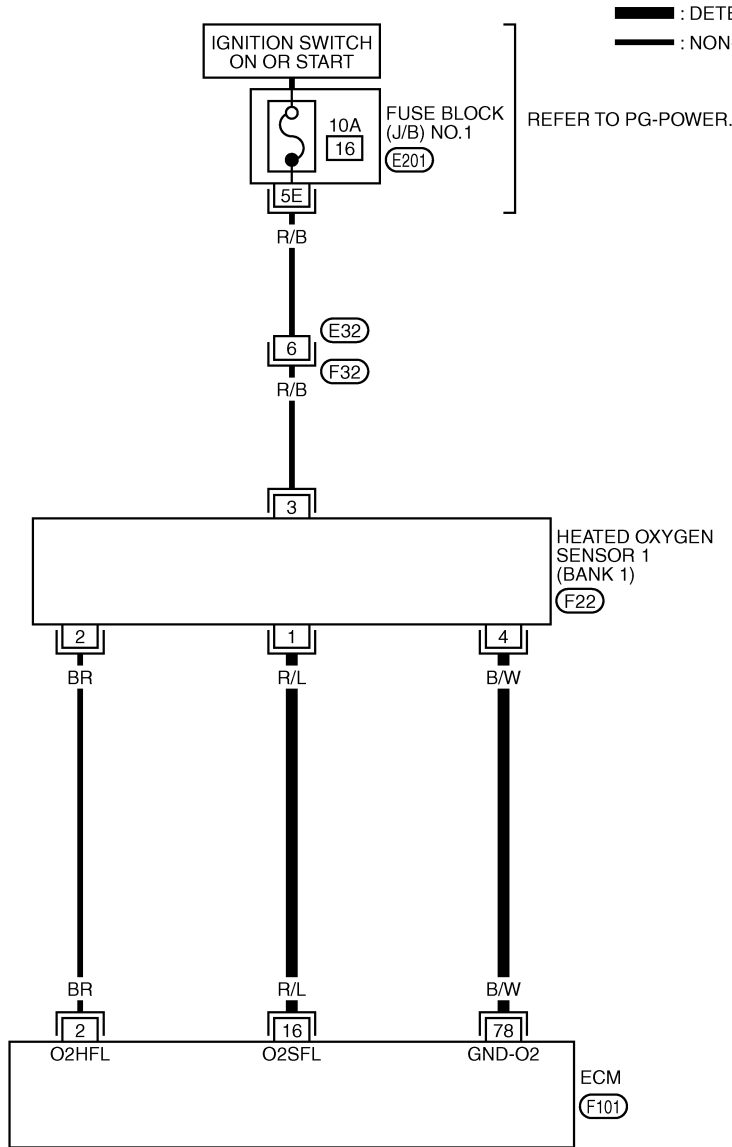 : DETE
: NON-
IGNITION SWITCH
ON OR START
FUSE BLOCK
(J/B) NO.1
E201
10A
16
REFER TO PG-POWER.
5E
R/B
E32
6
F32
R/B
3
HEATED OXYGEN
SENSOR 1
(BANK 1)
F22
2 1 4
BR R/L B/W
BR R/L B/W
2 16 78
O2HFL O2SFL GND-O2
ECM
F101